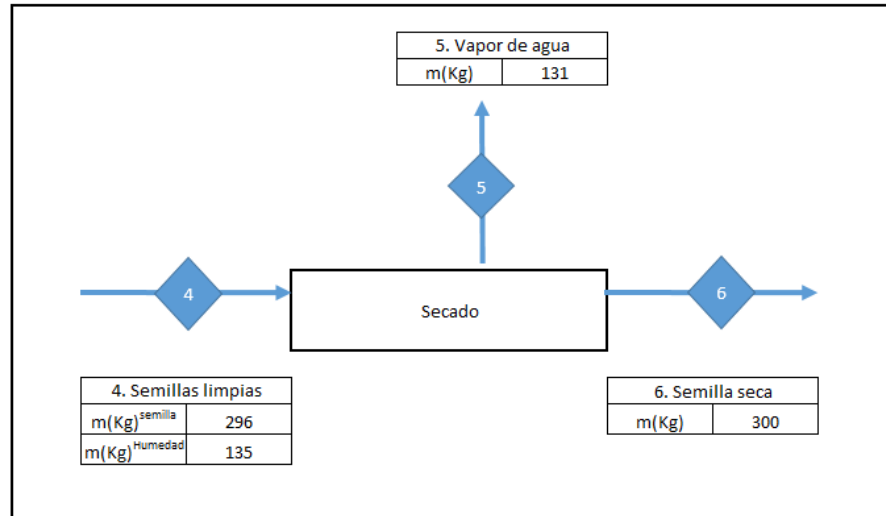 5. Vapor de agua
m(Kg) 131
5
4
Secado
6
4. Semillas limpias
m(Kg)semilla 296
m(Kg)Humedad 135
6. Semilla seca
m(Kg) 300